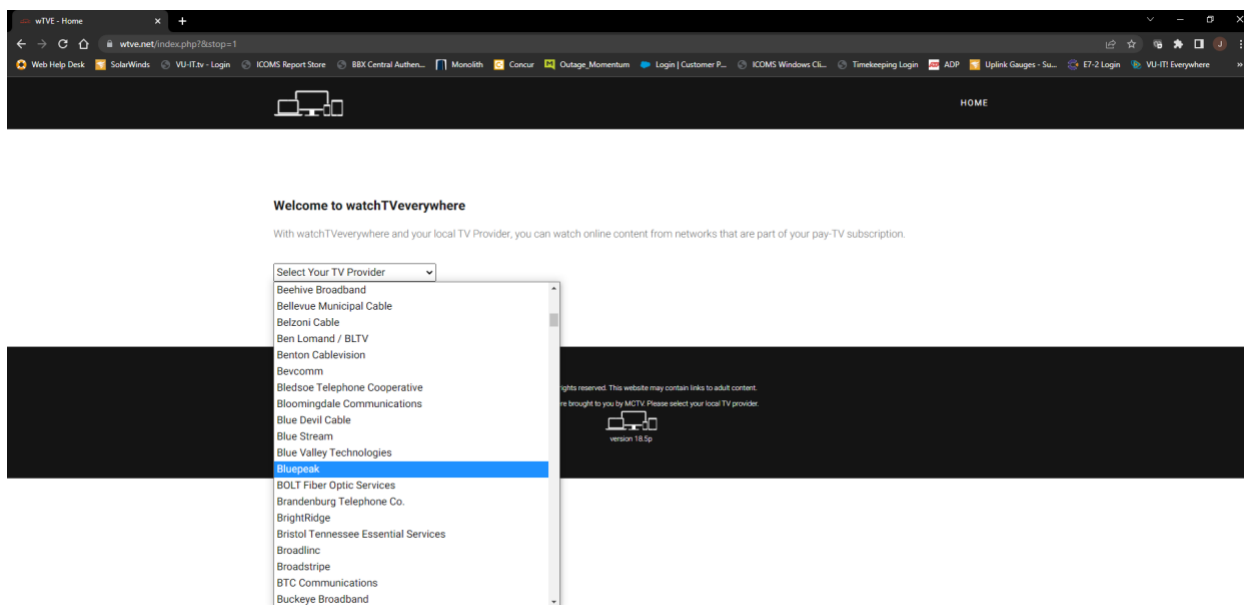 wTVE - Home
wtve.net/index.php?&stop=1
J
Web Help Desk SolarWinds VU-IT.tv - Login ICOMS Report Store BBX Central Authen... Monolith Concur Outage_Momentum Login | Customer P... ICOMS Windows Cli... Timekeeping Login ADP Uplink Gauges - Su... E7-2 Login VU-IT! Everywhere »
HOME
Welcome to watchTVeverywhere
With watchTVeverywhere and your local TV Provider, you can watch online content from networks that are part of your pay-TV subscription.
Select Your TV Provider
Beehive Broadband
Bellevue Municipal Cable
Belzoni Cable
Ben Lomand / BLTV
Benton Cablevision
Bevcomm
Bledsoe Telephone Cooperative
Bloomingdale Communications
Blue Devil Cable
Blue Stream
Blue Valley Technologies
Bluepeak
BOLT Fiber Optic Services
Brandenburg Telephone Co.
BrightRidge
Bristol Tennessee Essential Services
Broadlinc
Broadstripe
BTC Communications
Buckeye Broadband
rights reserved. This website may contain links to adult content.
re brought to you by MCTV. Please select your local TV provider.
version 18.5p